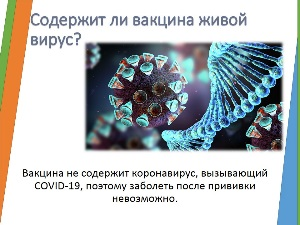 Содержит ли вакцина живой
вирус?
Вакцина не содержит коронавирус, вызывающий
COVID-19, поэтому заболеть после прививки
невозможно.